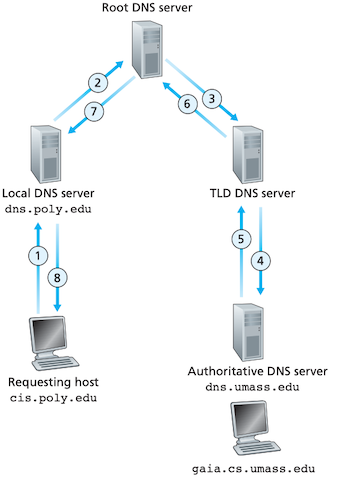 Root DNS server
2
3
7
6
Local DNS server
dns.poly.edu
TLD DNS server
1
8
5
4
Requesting host
cis.poly.edu
Authoritative DNS server
dns.umass.edu
gaia.cs.umass.edu